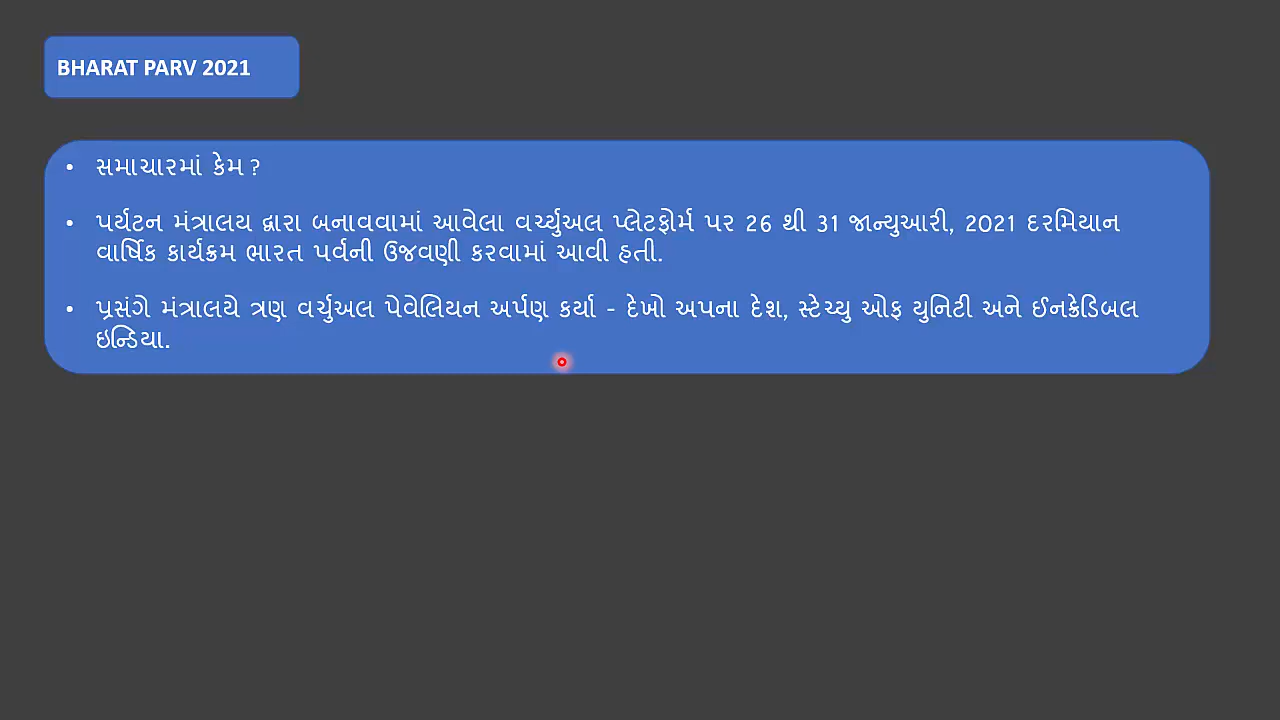 BHARAT PARV 2021
• સમાચારમાં કેમ ?
• પર્યટન મંત્રાલય દ્વારા બનાવવામાં આવેલા વર્ચ્યુઅલ પ્લેટફોર્મ પર 26 થી 31 જાન્યુઆરી, 2021 દરમિયાન
વાર્ષિક કાર્યક્રમ ભારત પર્વની ઉજવણી કરવામાં આવી હતી.
• પ્રસંગે મંત્રાલયે ત્રણ વર્ચુઅલ પેવેલિયન અર્પણ કર્યા - દેખો અપના દેશ, સ્ટેચ્યુ ઓફ યુનિટી અને ઈનક્રેડિબલ
ઇન્ડિયા.